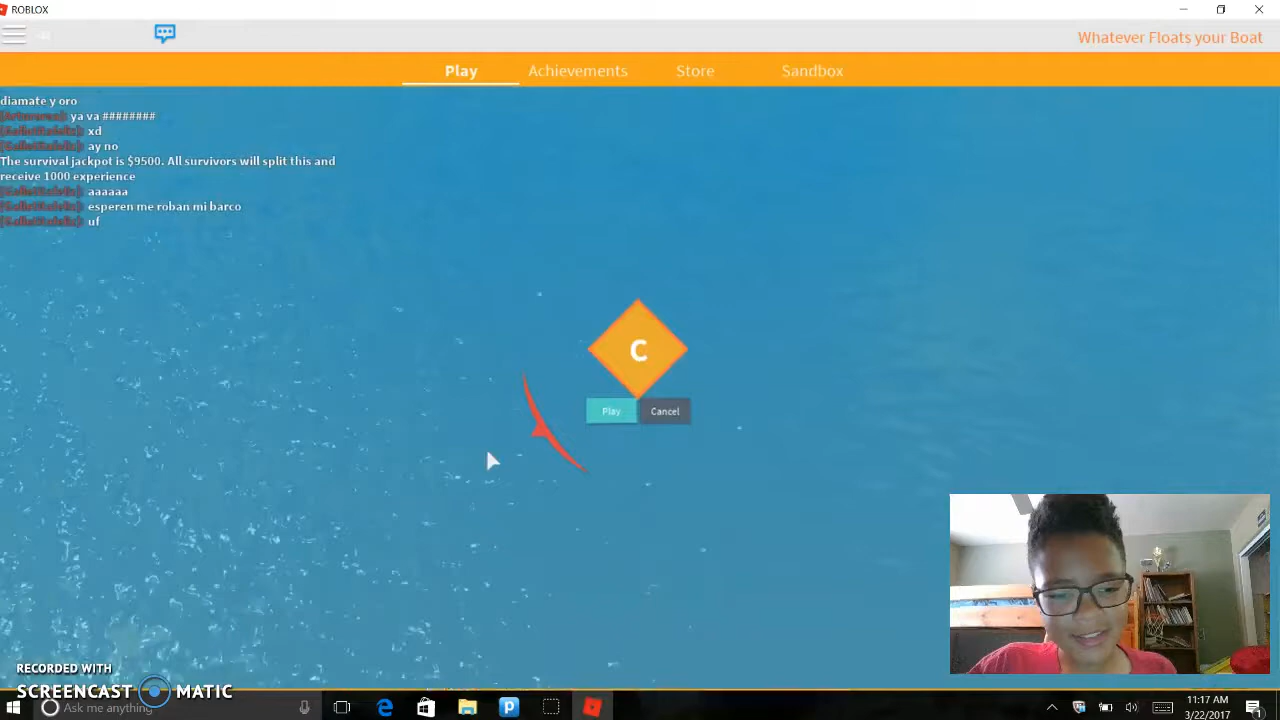 ROBLOX
Whatever Floats your Boat
Play
Achievements
Store
Sandbox
diamate y oro
ya va ########
xd
ay no
The survival jackpot is $9500. All survivors will split this and
receive 1000 experience
aaaaaa
esperen me roban mi barco
uf
C
Play
Cancel
RECORDED WITH
SCREENCAST MATIC
Ask me anything
11:17 AM
3/22/2017